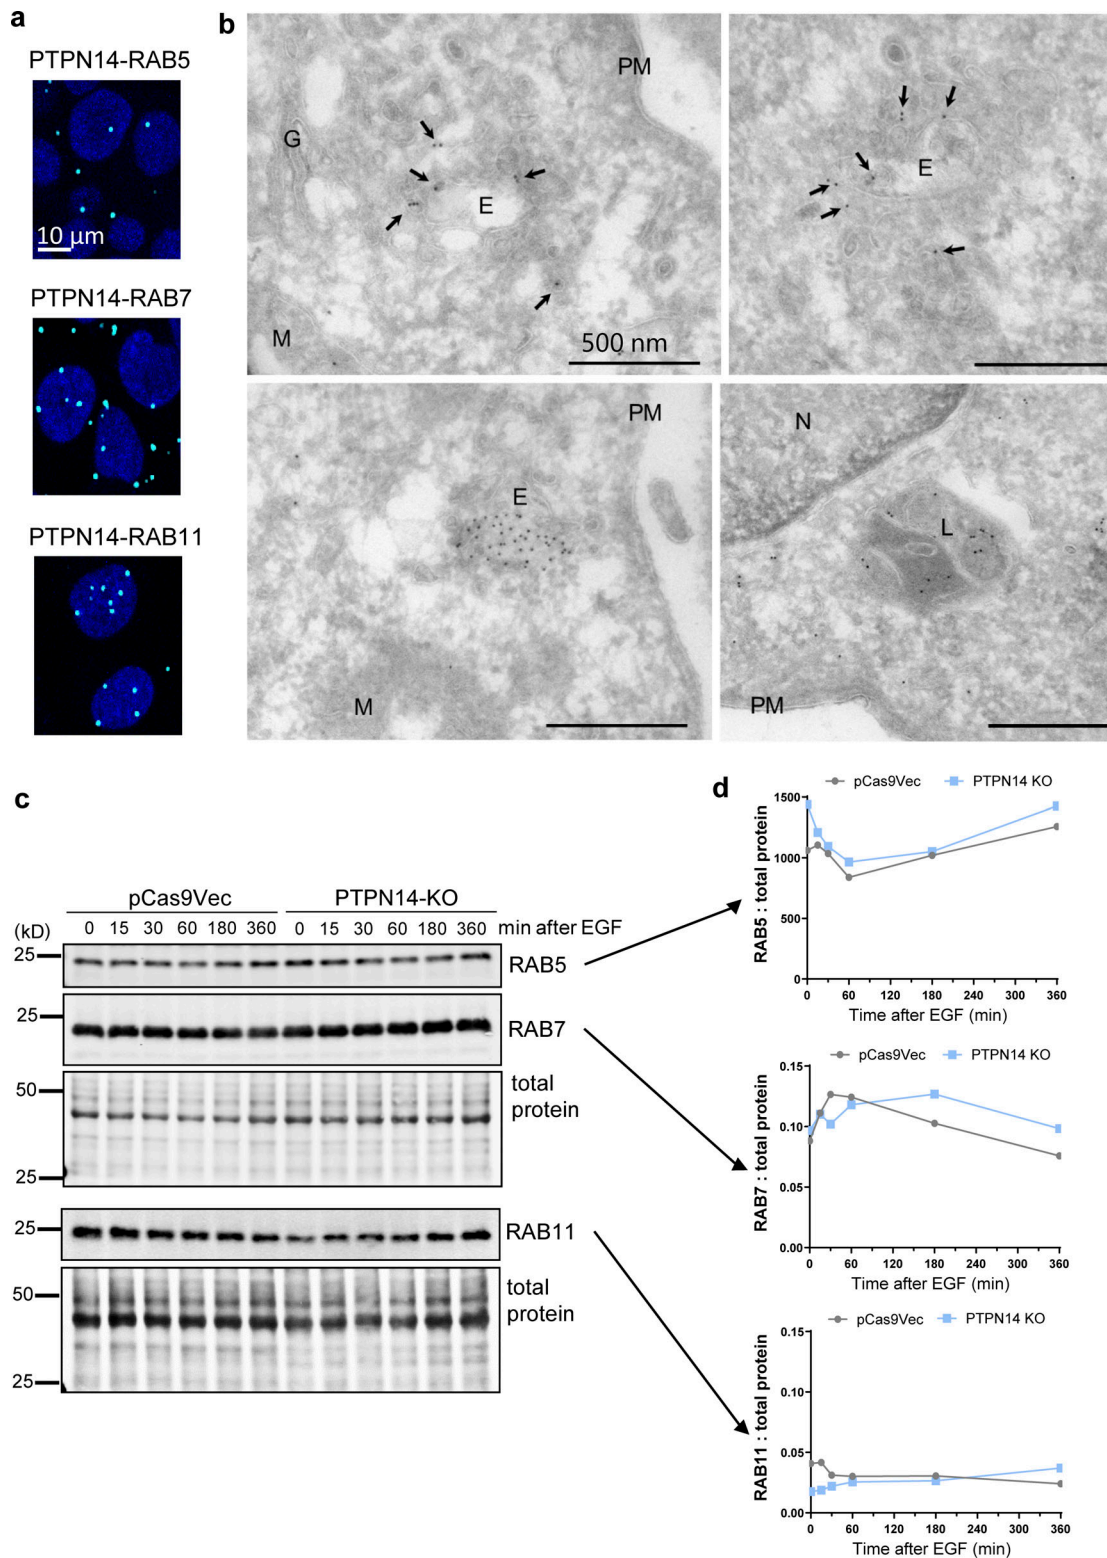 a
PTPN14-RAB5
10 µm
PTPN14-RAB7
PTPN14-RAB11
b
PM
G
E
M
500 nm
E
PM
E
M
N
L
PM
c
pCas9Vec PTPN14-KO
(kD) 0 15 30 60 180 360 0 15 30 60 180 360 min after EGF
25 RAB5
25 RAB7
50 total
protein
25
25 RAB11
50 total
protein
25
d
pCas9Vec PTPN14 KO
RAB5 : total protein
1500
1000
500
0
0 60 120 180 240 300 360
Time after EGF (min)
pCas9Vec PTPN14 KO
RAB7 : total protein
0.15
0.10
0.05
0.00
0 60 120 180 240 300 360
Time after EGF (min)
pCas9Vec PTPN14 KO
RAB11 : total protein
0.15
0.10
0.05
0.00
0 60 120 180 240 300 360
Time after EGF (min)